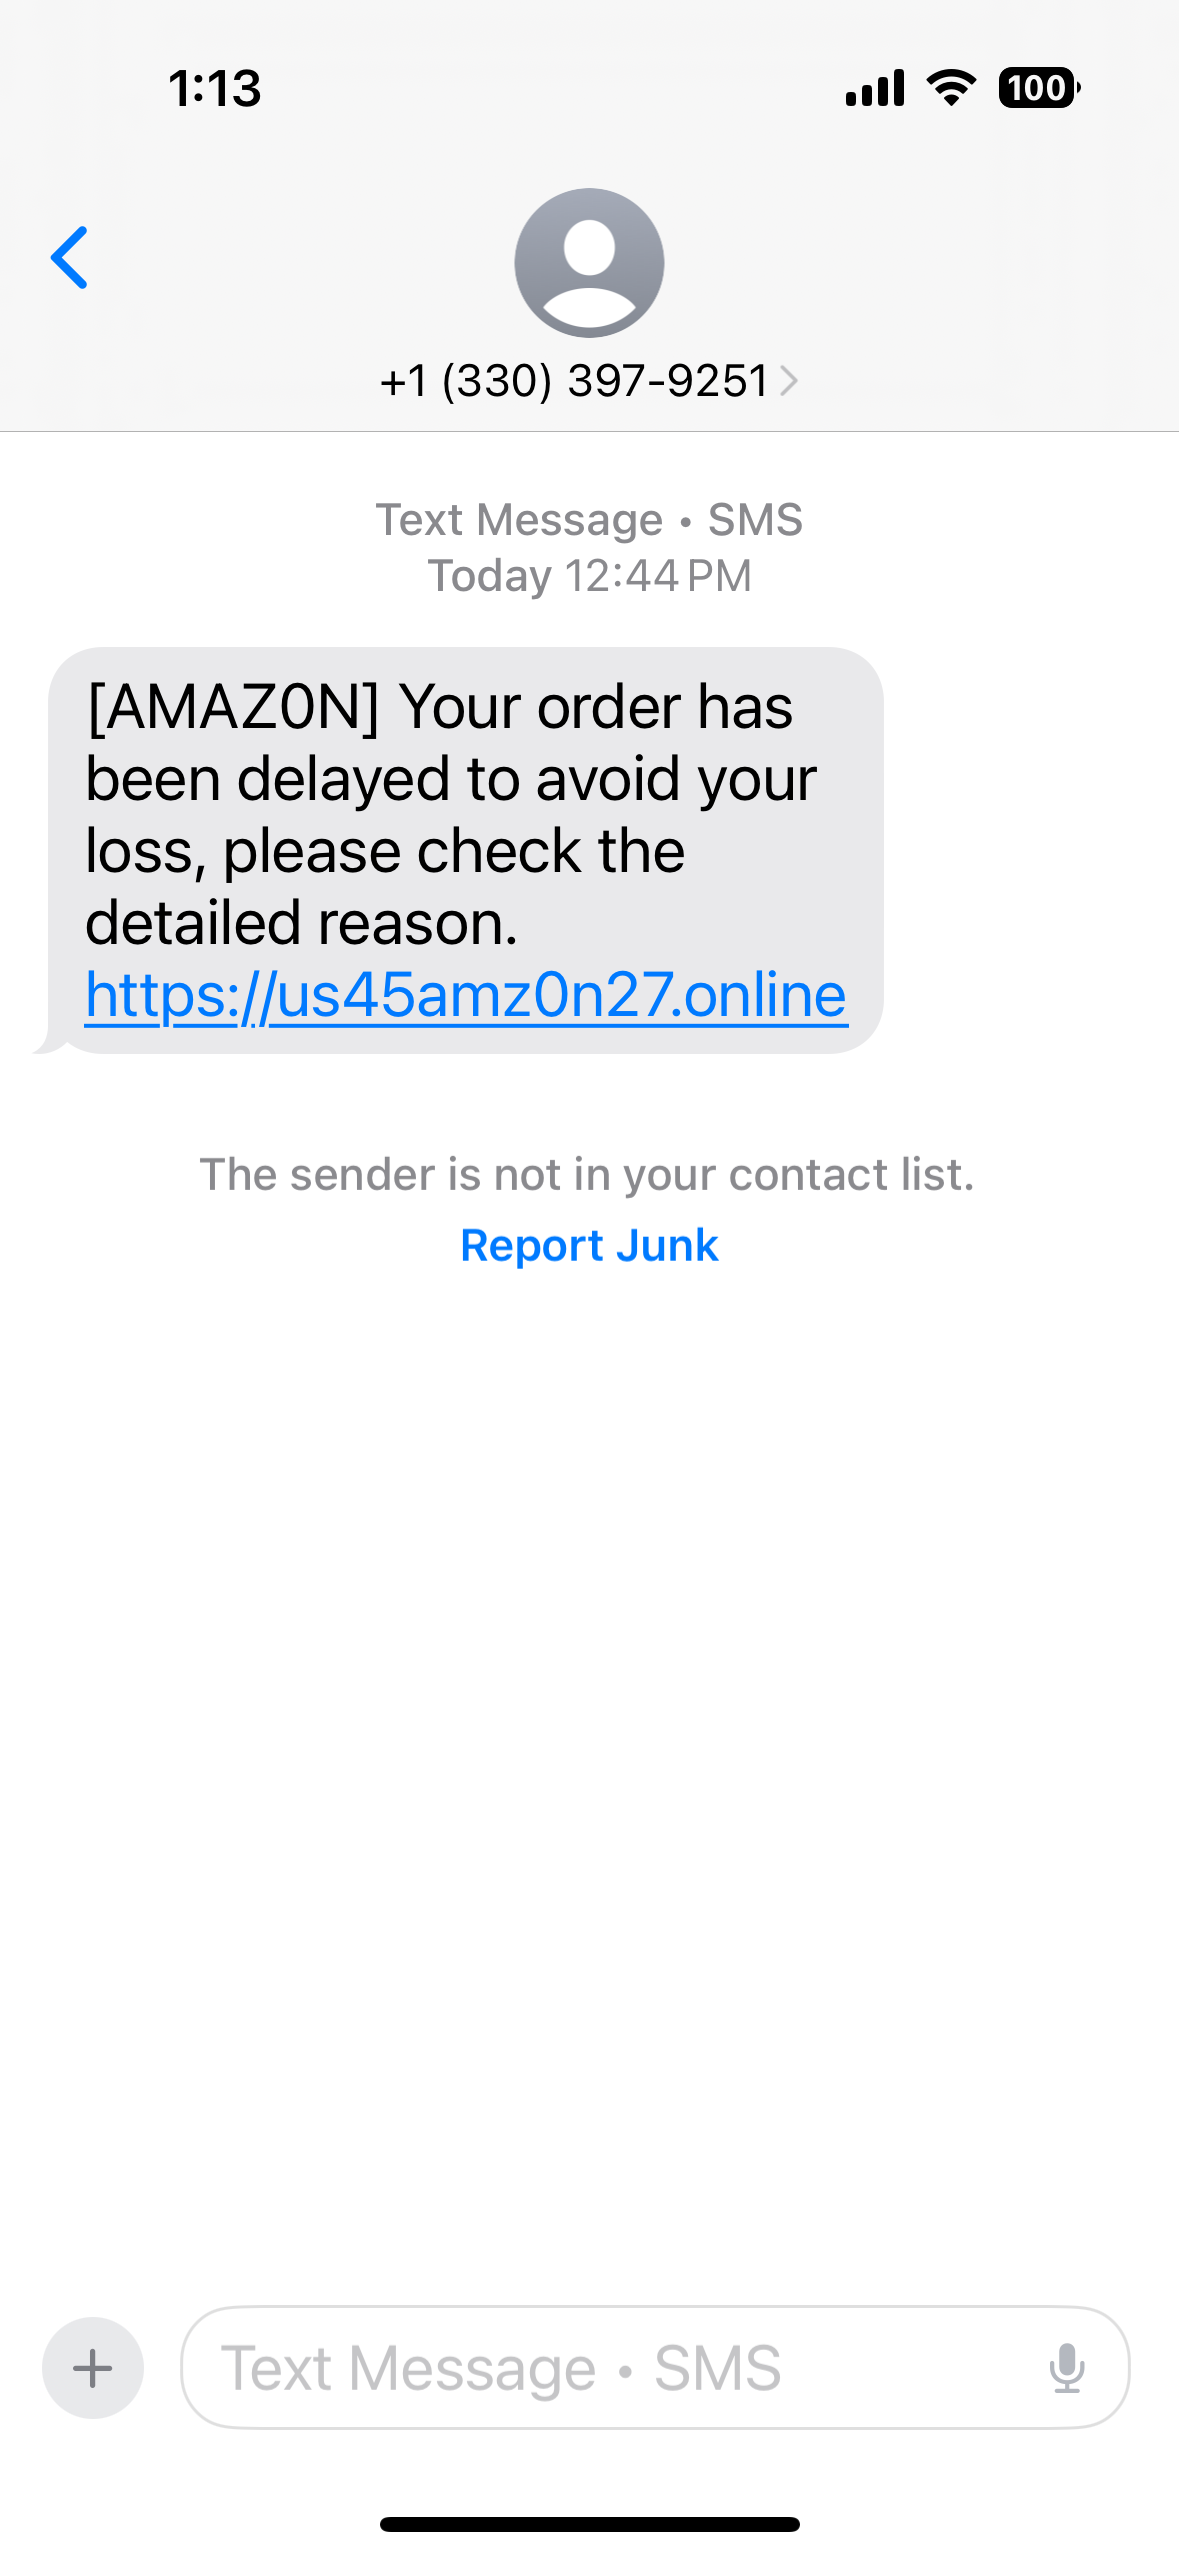 1:13
100
+1 (330) 397-9251
Text Message • SMS
Today 12:44 PM
[AMAZ0N] Your order has
been delayed to avoid your
loss, please check the
detailed reason.
https://us45amz0n27.online
The sender is not in your contact list.
Report Junk
Text Message • SMS